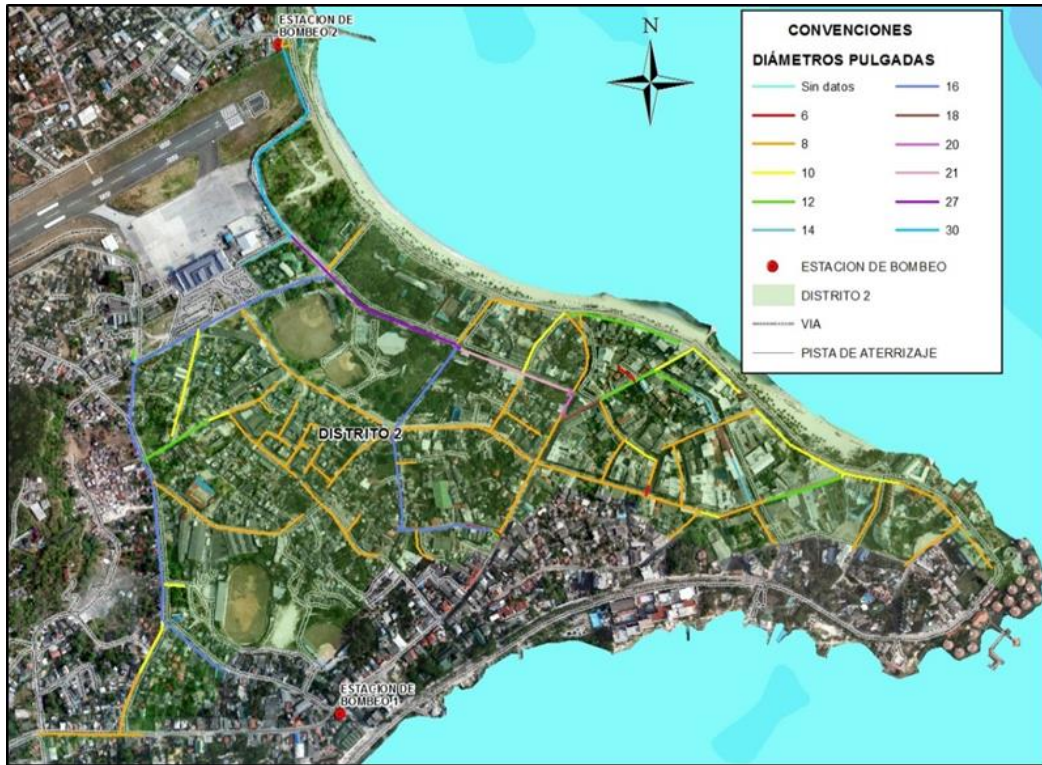 ESTACION DE
BOMBEO 2
N
CONVENCIONES
DIÁMETROS PULGADAS
Sin datos
6
8
10
12
14
16
18
20
21
27
30
ESTACION DE BOMBEO
DISTRITO 2
VIA
PISTA DE ATERRIZAJE
DISTRITO 2
ESTACION DE
BOMBEO 1